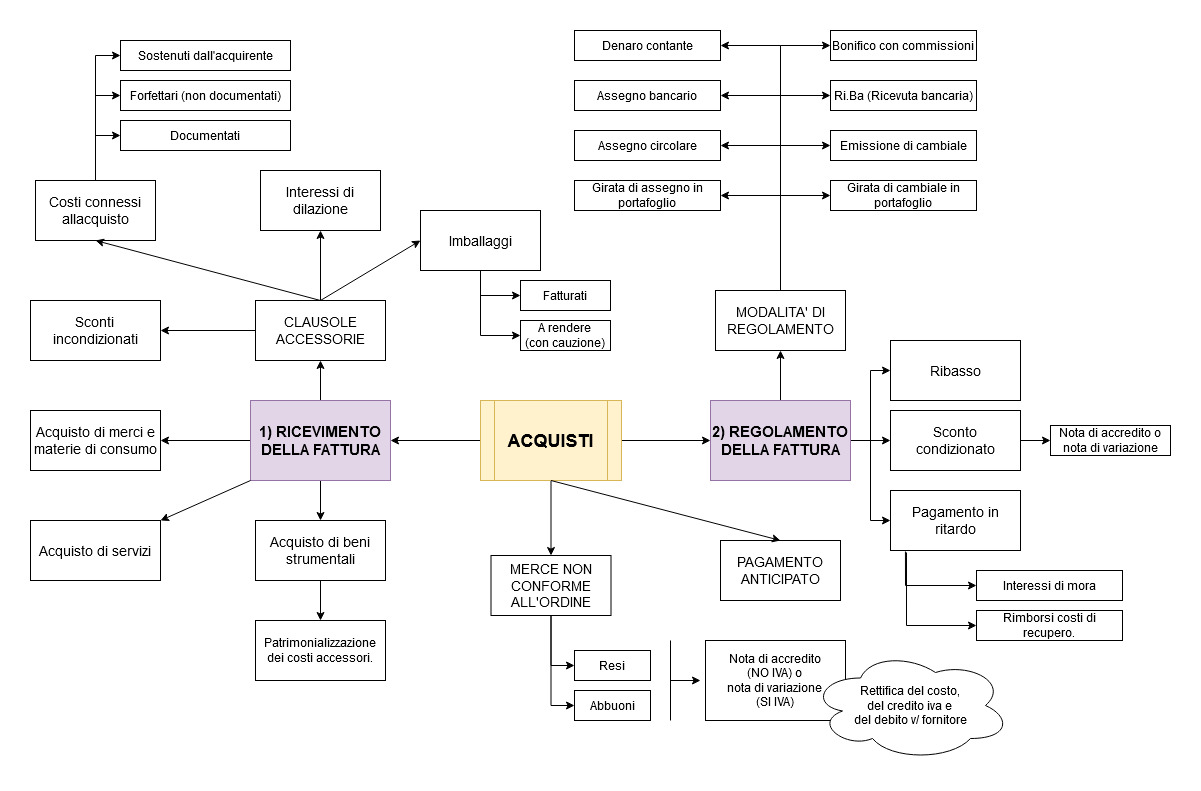 Sostenuti dall'acquirente
Forfettari (non documentati)
Documentati
Costi connessi
allacquisto
Interessi di
dilazione
Imballaggi
Fatturati
A rendere
(con cauzione)
Sconti
incondizionati
CLAUSOLE
ACCESSORIE
Denaro contante
Bonifico con commissioni
Assegno bancario
Ri.Ba (Ricevuta bancaria)
Assegno circolare
Emissione di cambiale
Girata di assegno in
portafoglio
Girata di cambiale in
portafoglio
MODALITA' DI
REGOLAMENTO
Acquisto di merci e
materie di consumo
1) RICEVIMENTO
DELLA FATTURA
ACQUISTI
2) REGOLAMENTO
DELLA FATTURA
Ribasso
Sconto
condizionato
Nota di accredito o
nota di variazione
Pagamento in
ritardo
Interessi di mora
Rimborsi costi di
recupero.
Acquisto di servizi
Acquisto di beni
strumentali
Patrimonializzazione
dei costi accessori.
MERCE NON
CONFORME
ALL'ORDINE
PAGAMENTO
ANTICIPATO
Resi
Abbuoni
Nota di accredito
(NO IVA) o
nota di variazione
(SI IVA)
Rettifica del costo,
del credito iva e
del debito v/ fornitore